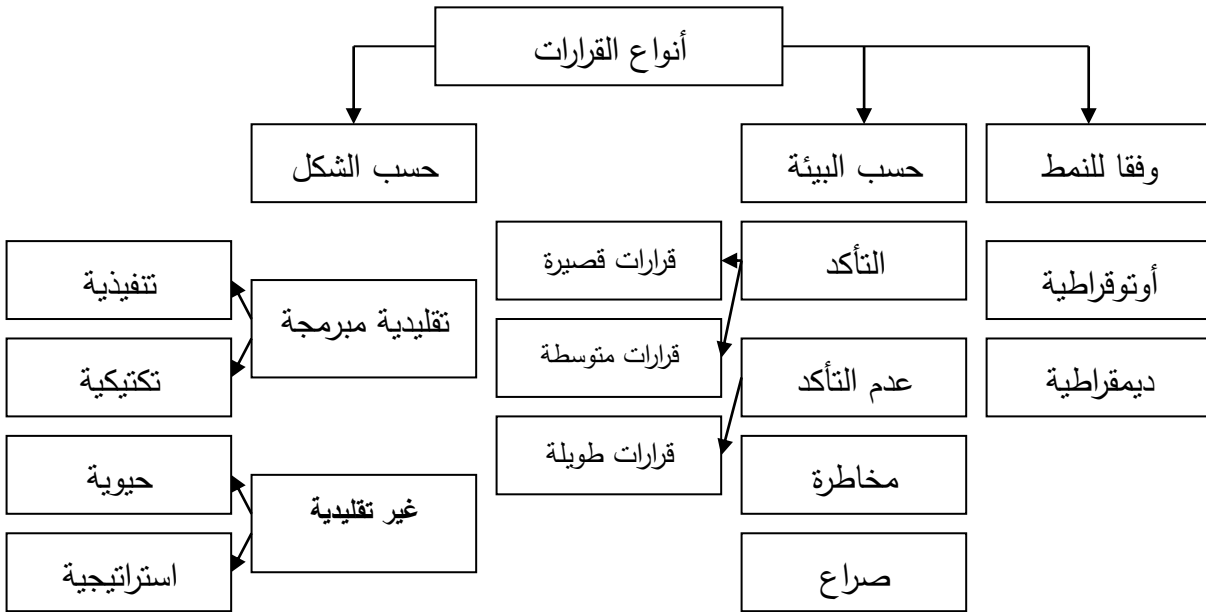 أنواع القرارات
وفقا للنمط
حسب البيئة
حسب الشكل
أوتوقراطية
ديمقراطية
التأكد
عدم التأكد
مخاطرة
صراع
قرارات قصيرة
قرارات متوسطة
قرارات طويلة
تقليدية مبرمجة
غير تقليدية
تنفيذية
تكتيكية
حيوية
استراتيجية